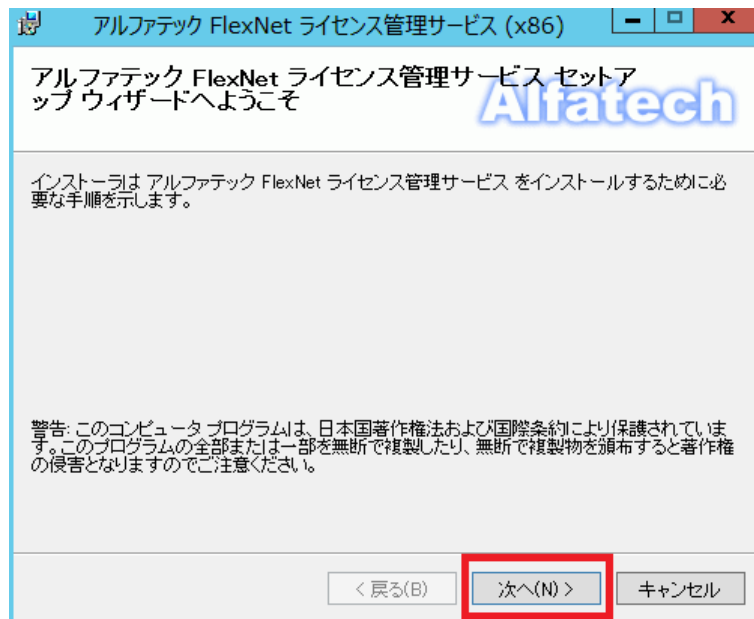 アルファテック FlexNet ライセンス管理サービス (x86)
アルファテック FlexNet ライセンス管理サービス セットア
ップ ウィザードへようこそ
Alfatech
インストーラは アルファテック FlexNet ライセンス管理サービス をインストールするために必
要な手順を示します。
警告: このコンピュータ プログラムは、日本国著作権法および国際条約により保護されていま
す。このプログラムの全部または一部を無断で複製したり、無断で複製物を頒布すると著作権
の侵害となりますのでご注意ください。
< 戻る(B)
次へ(N) >
キャンセル